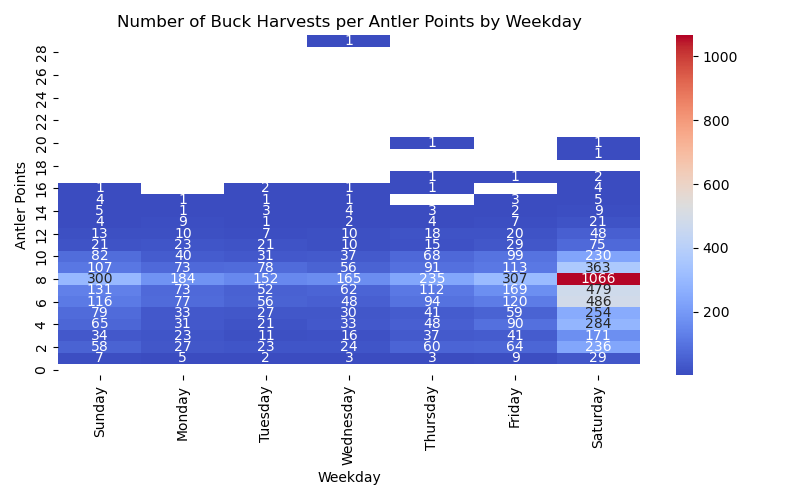 Number of Buck Harvests per Antler Points by Weekday
1
1 1
1
1 1 2
1 2 1 1 4
4 1 1 1 3 5
5 1 3 4 3 2 9
4 9 1 2 4 7 21
13 10 7 10 18 20 48
21 23 21 10 15 29 75
82 40 31 37 68 99 230
107 73 78 56 91 113 363
300 184 152 165 235 307 1066
131 73 52 62 112 169 479
116 77 56 48 94 120 486
79 33 27 30 41 59 254
65 31 21 33 48 90 284
34 23 11 16 37 41 171
58 27 23 24 60 64 236
7 5 2 3 3 9 29
28
26
24
22
20
18
16
14
12
10
8
6
4
2
0
Antler Points
Sunday
Monday
Tuesday
Wednesday
Thursday
Friday
Saturday
Weekday
1000
800
600
400
200